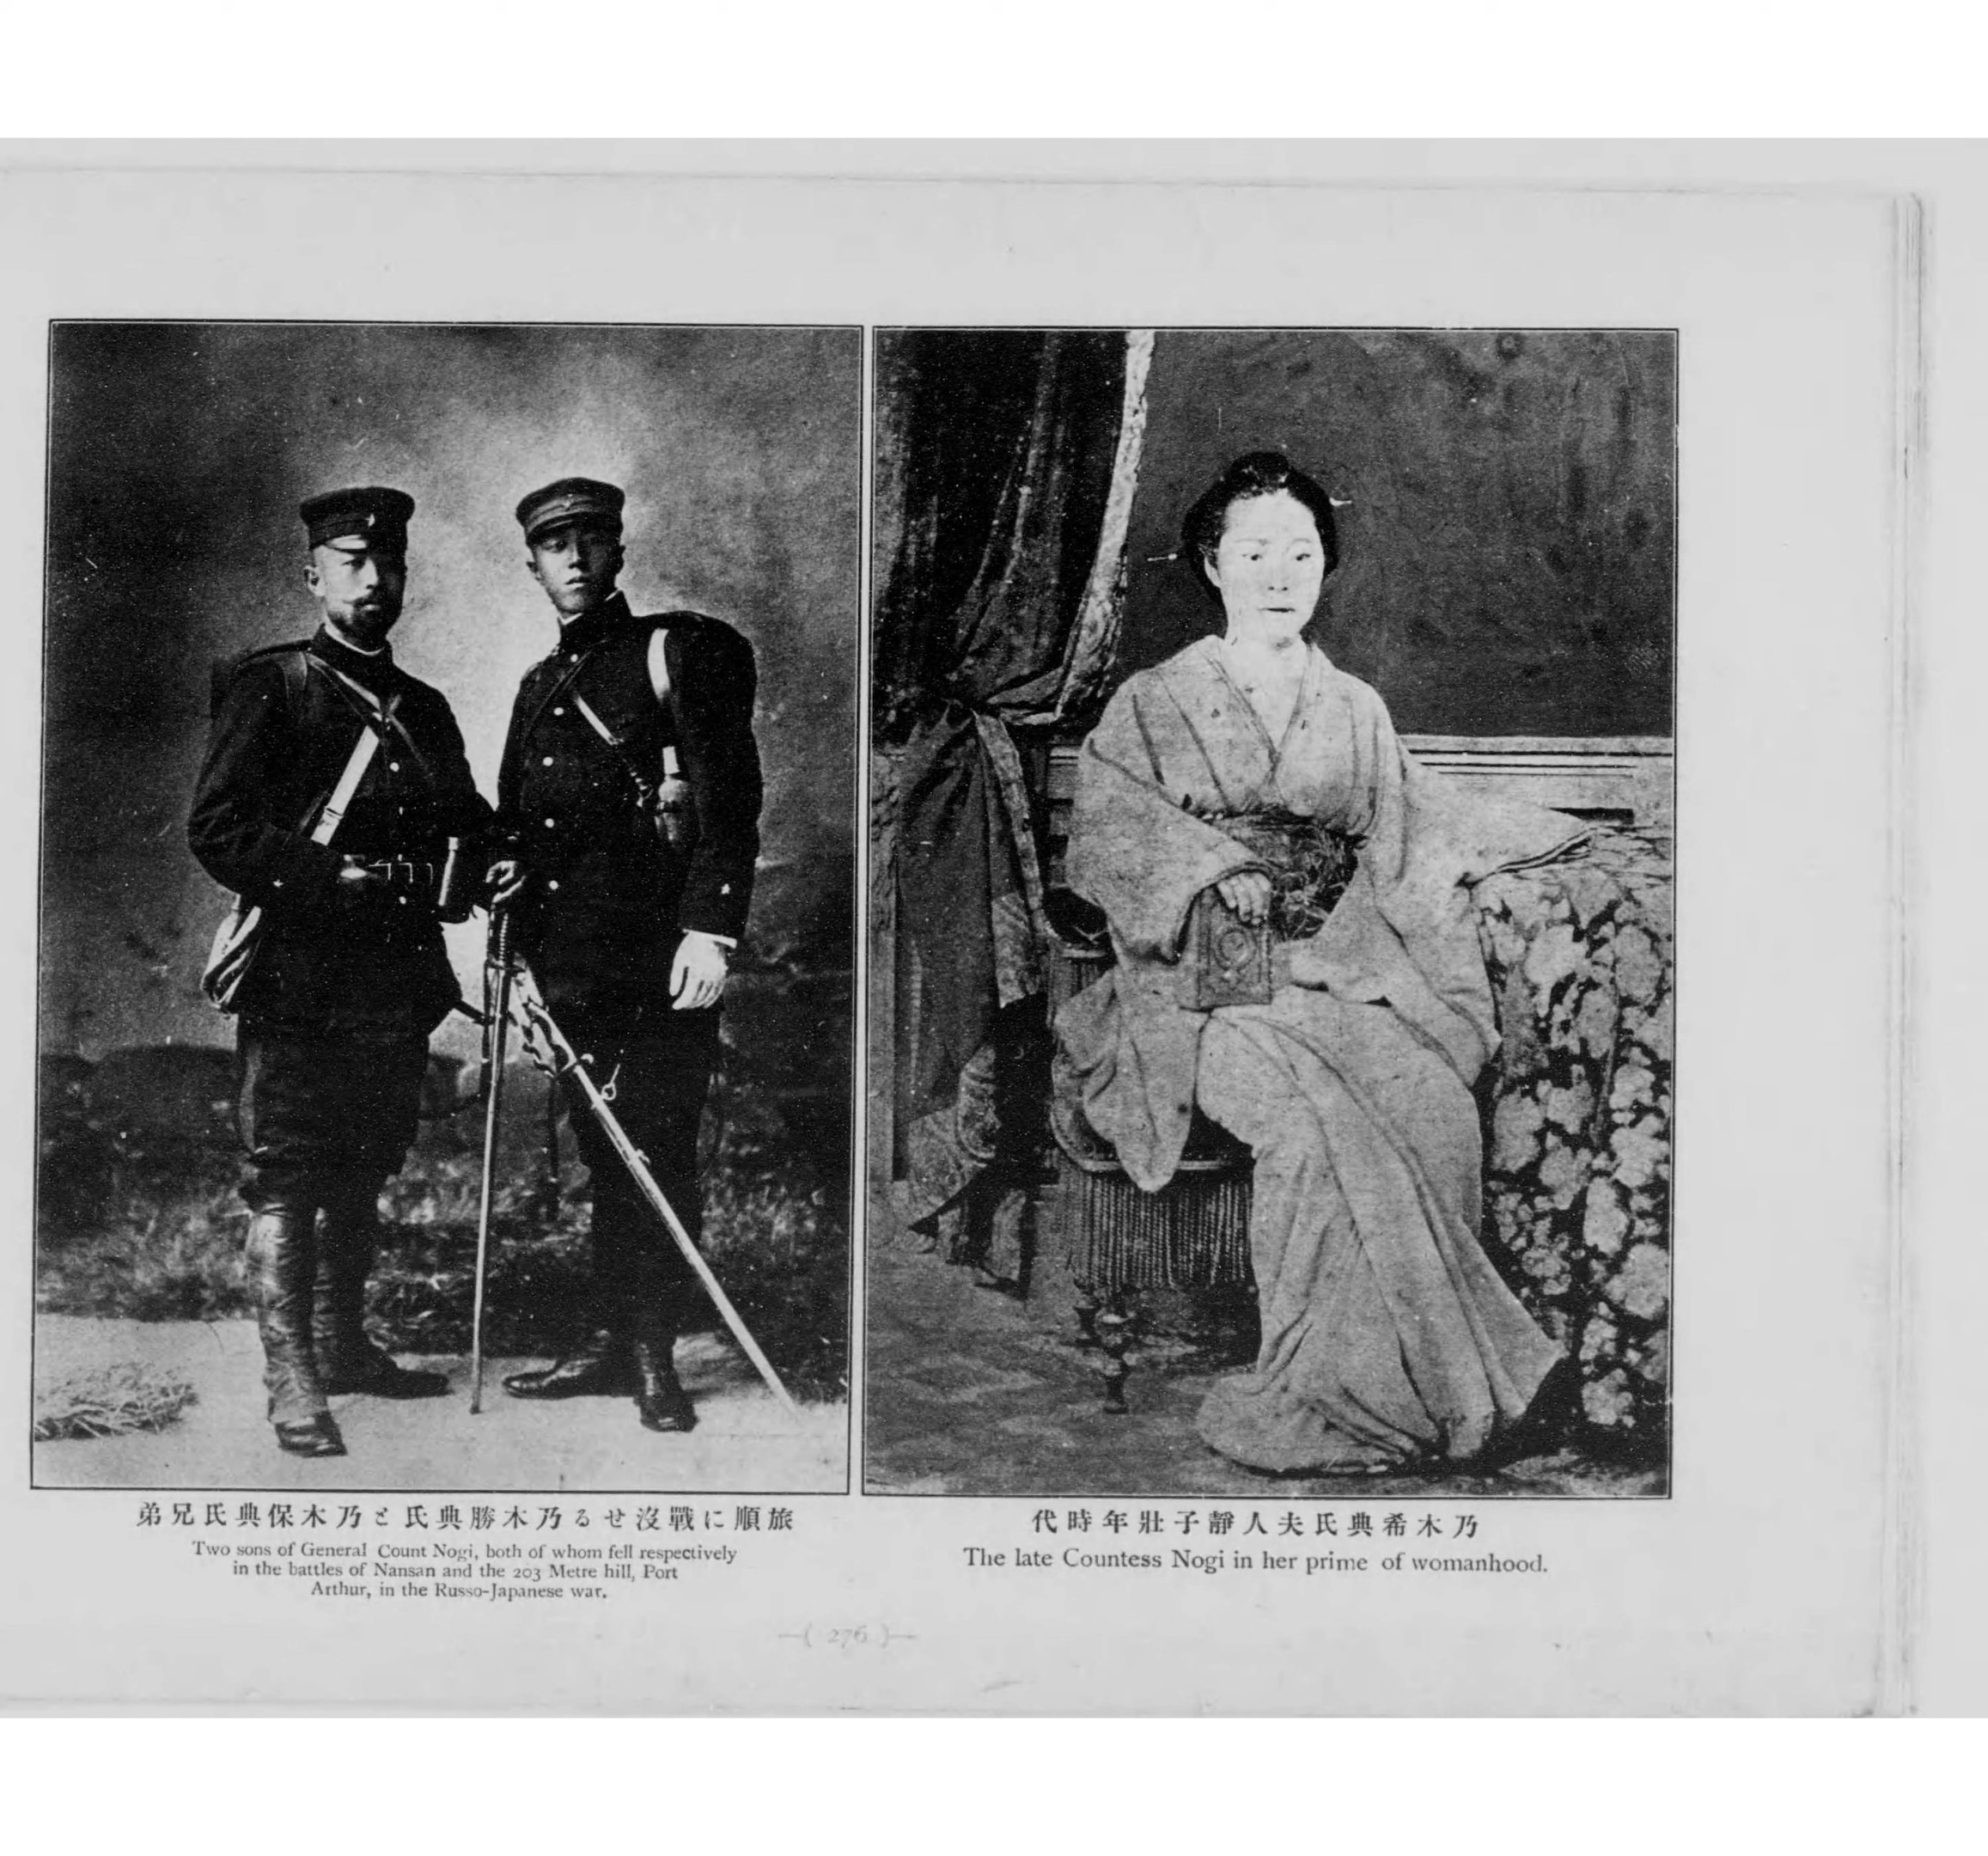 旅順に戰沒せる乃木勝典氏と乃木保典氏兄弟
Two sons of General Count Nogi, both of whom fell respectively
in the battles of Nansan and the 203 Metre hill, Port
Arthur, in the Russo-Japanese war.
乃木希典氏夫人靜子壯年時代
The late Countess Nogi in her prime of womanhood.
—( 276 )—